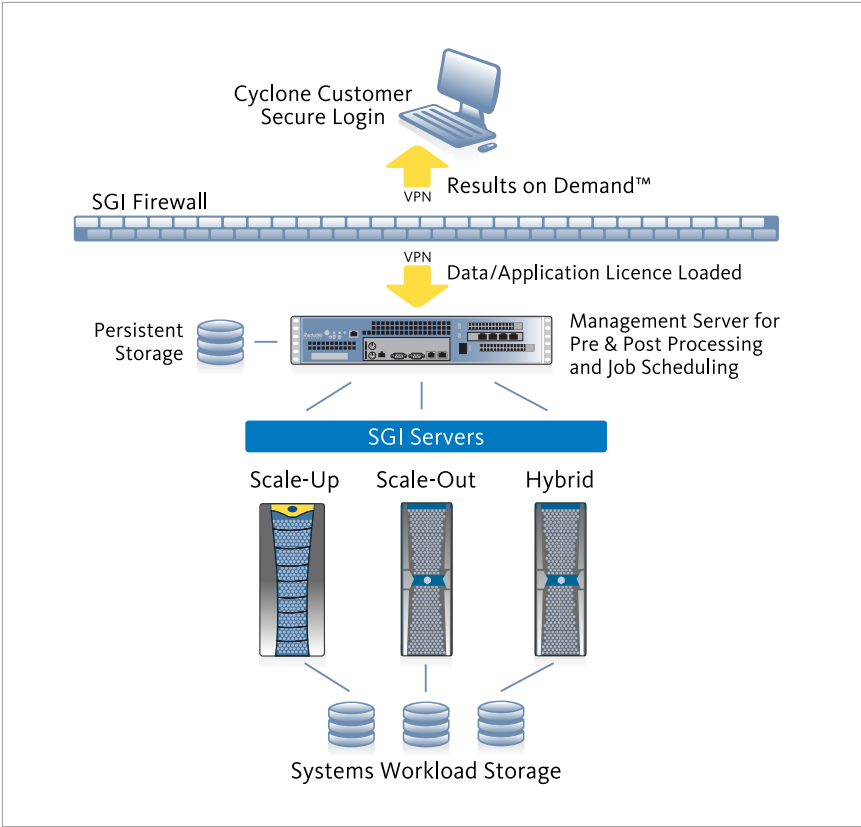 Cyclone Customer
Secure Login
VPN
Results on Demand™
SGI Firewall
VPN
Data/Application Licence Loaded
Persistent
Storage
Rackable
Management Server for
Pre & Post Processing
and Job Scheduling
SGI Servers
Scale-Up
Scale-Out
Hybrid
Systems Workload Storage